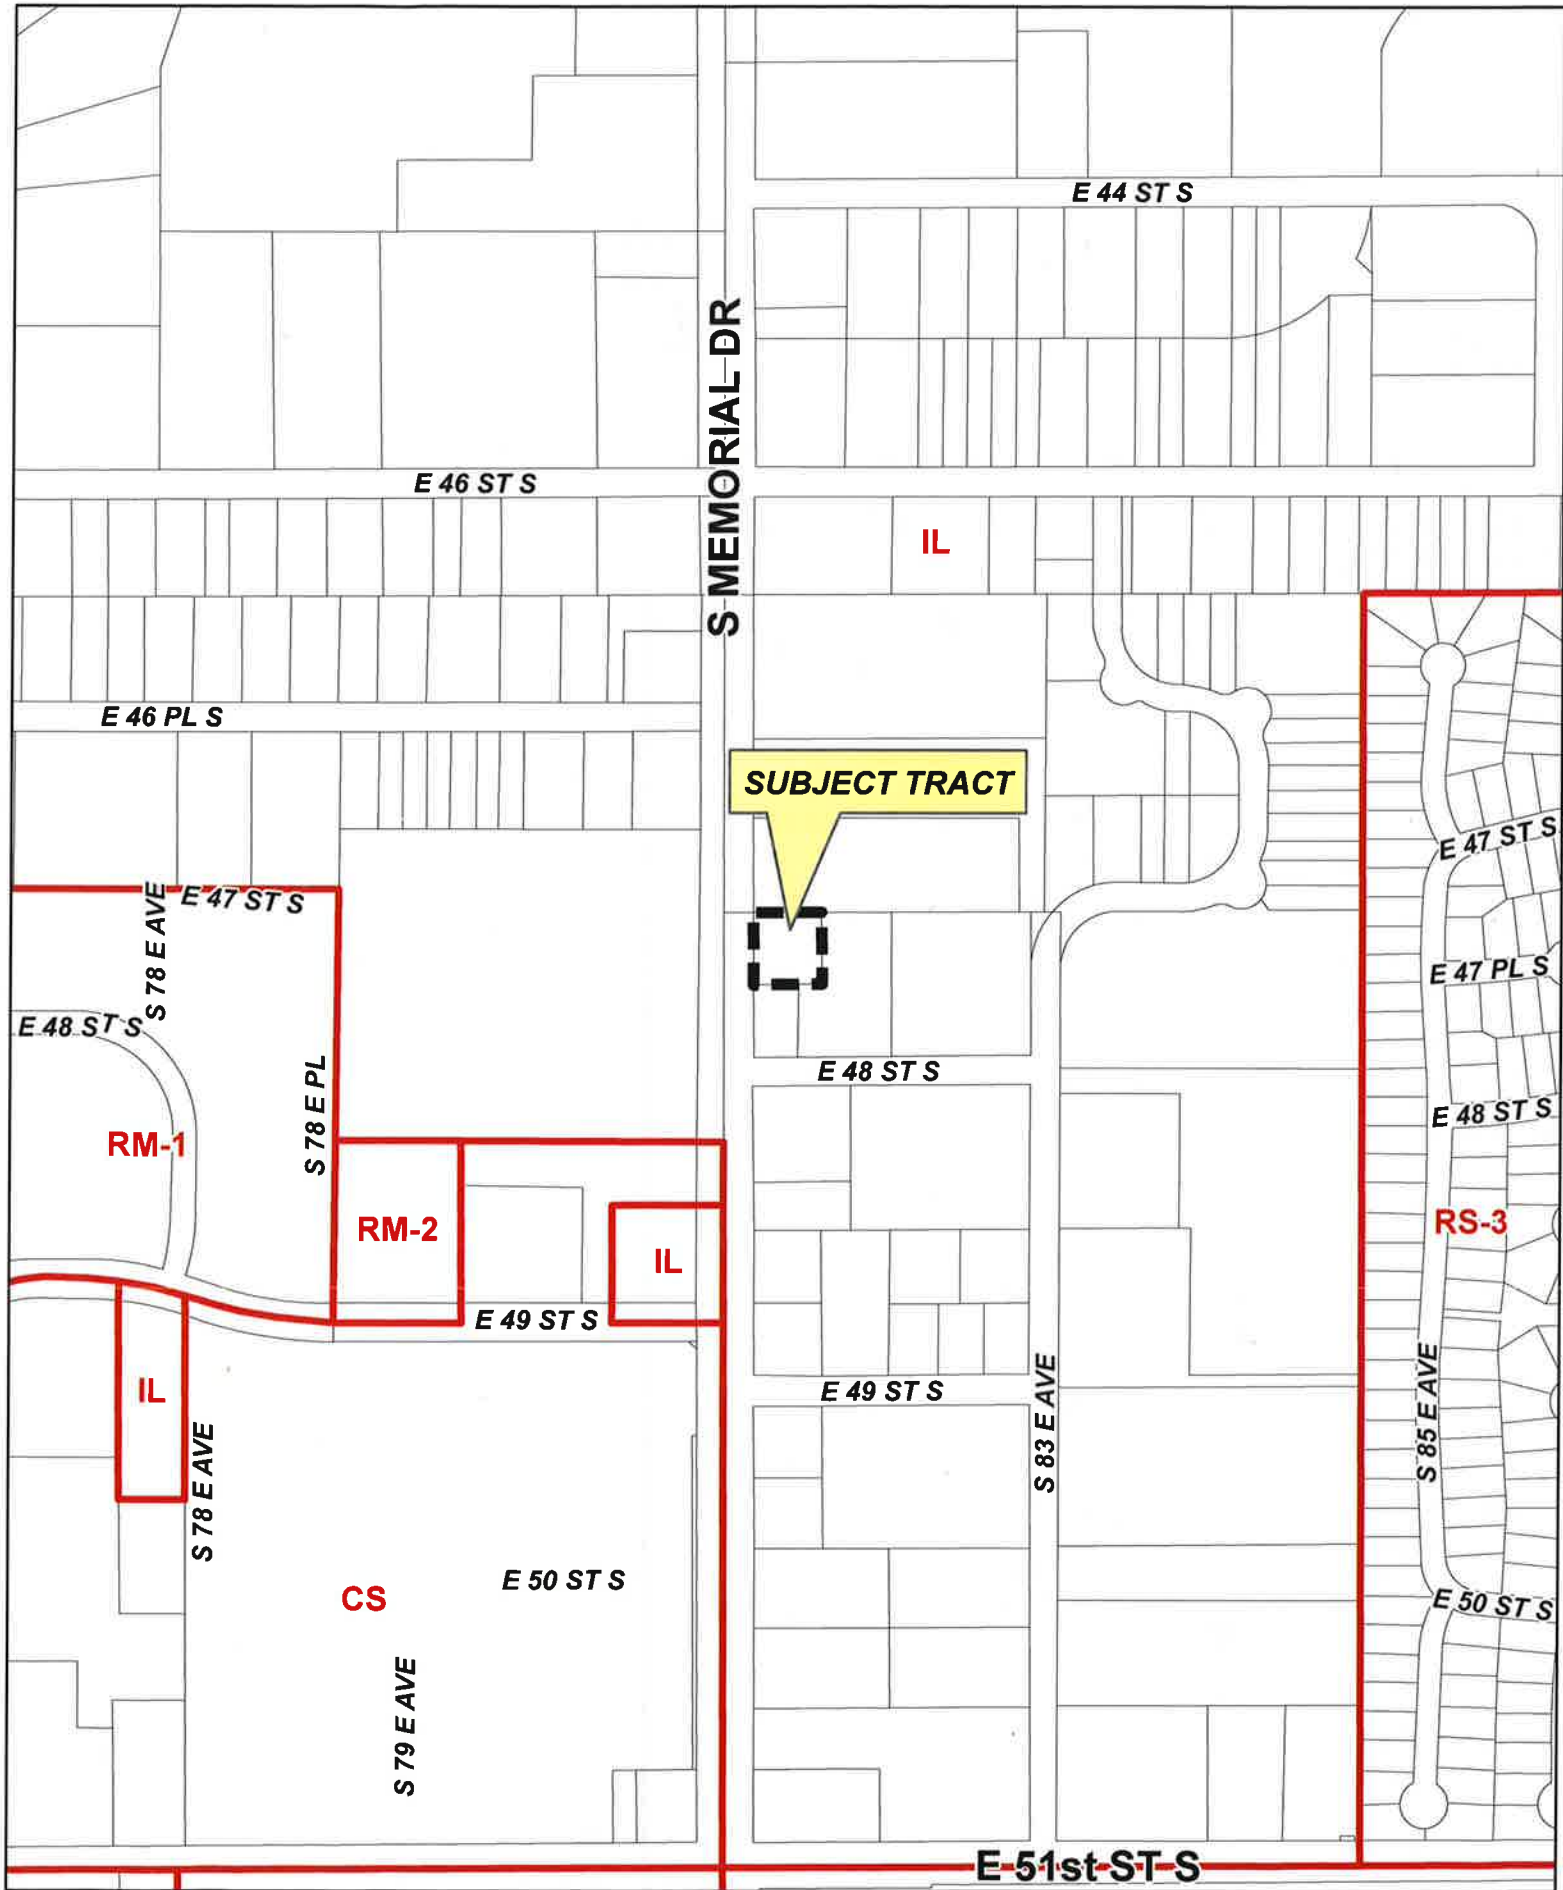 E 44 ST S
S MEMORIAL DR
E 46 ST S
IL
E 46 PL S
SUBJECT TRACT
E 47 ST S
S 78 E AVE
E 47 ST S
E 47 PL S
E 48 ST S
E 48 ST S
S 78 E PL
E 48 ST S
RM-1
RM-2
IL
RS-3
E 49 ST S
IL
E 49 ST S
S 83 E AVE
S 85 E AVE
S 78 E AVE
CS
E 50 ST S
E 50 ST S
S 79 E AVE
E 51st ST S